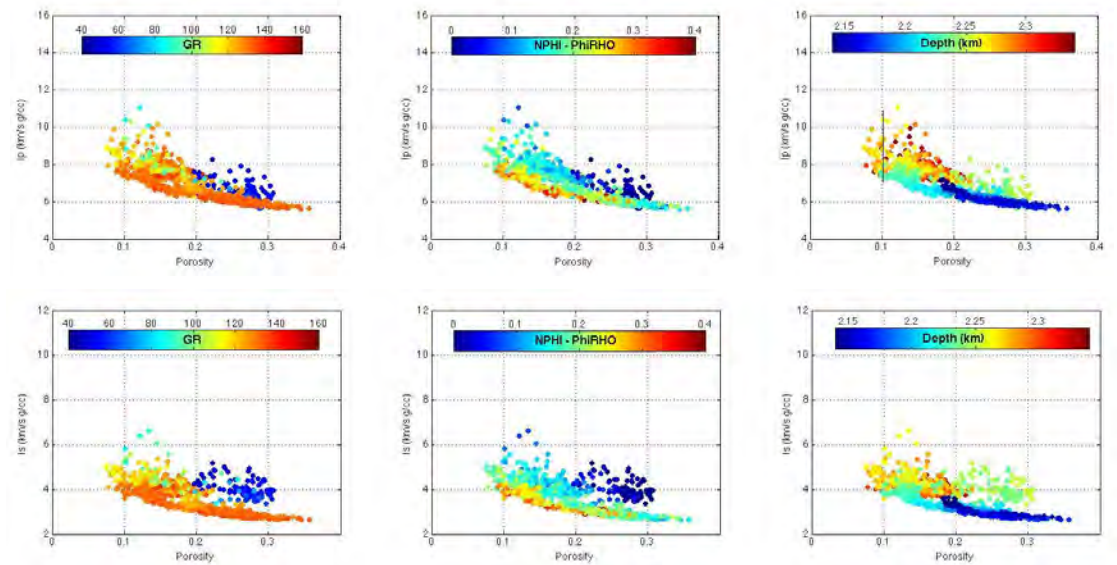 16
14
12
10
8
6
4
0
0.1
0.2
0.3
0.4
Ip (km/s g/cc)
Porosity
40 60 80 100 120 140 160
GR
16
14
12
10
8
6
4
0
0.1
0.2
0.3
0.4
Ip (km/s g/cc)
Porosity
0 0.1 0.2 0.3 0.4
NPHI - PhiRHO
16
14
12
10
8
6
4
0
0.1
0.2
0.3
0.4
Ip (km/s g/cc)
Porosity
2.15 2.2 2.25 2.3
Depth (km)
12
10
8
6
4
2
0
0.1
0.2
0.3
Is (km/s g/cc)
Porosity
40 60 80 100 120 140 160
GR
12
10
8
6
4
2
0
0.1
0.2
0.3
Is (km/s g/cc)
Porosity
0 0.1 0.2 0.3 0.4
NPHI - PhiRHO
12
10
8
6
4
2
0
0.1
0.2
0.3
Is (km/s g/cc)
Porosity
2.15 2.2 2.25 2.3
Depth (km)